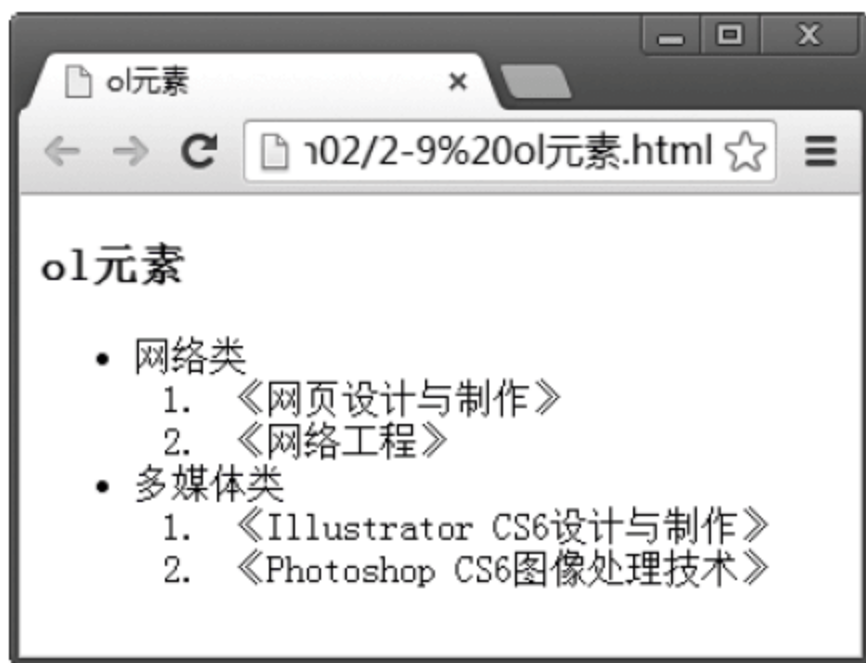 ol元素
02/2-9%20ol元素.html
ol元素
• 网络类
1. 《网页设计与制作》
2. 《网络工程》
• 多媒体类
1. 《Illustrator CS6设计与制作》
2. 《Photoshop CS6图像处理技术》